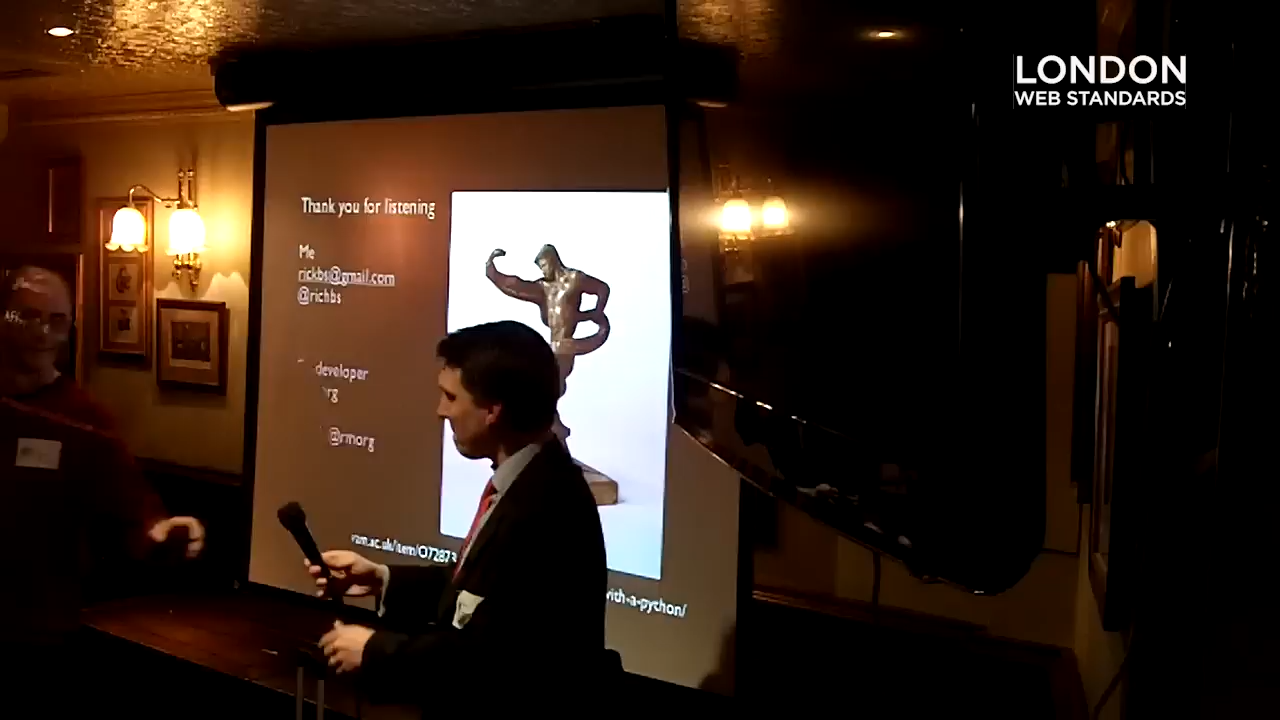 LONDON
WEB STANDARDS
Thank you for listening
Me
rickbs@gmail.com
@richbs
developer
rg
@rmorg
vam.ac.uk/item/O72873
with-a-python/